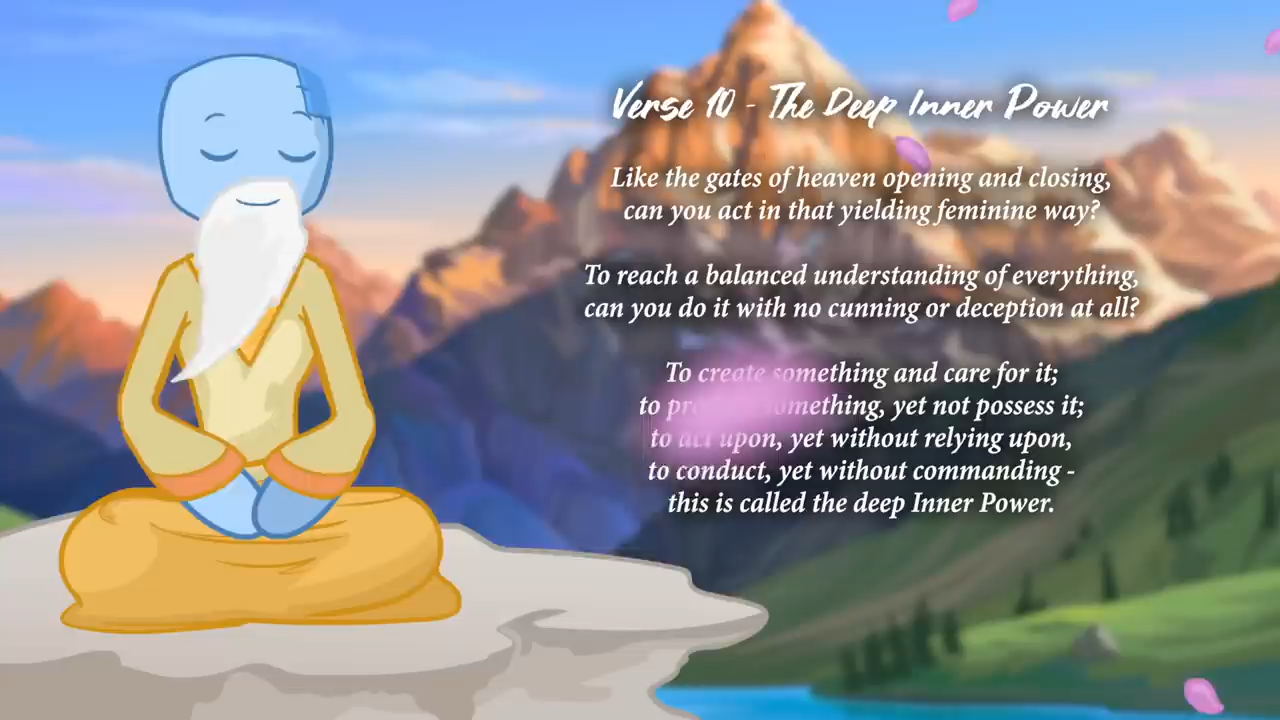 Verse 10 - The Deep Inner Power
Like the gates of heaven opening and closing,
can you act in that yielding feminine way?
To reach a balanced understanding of everything,
can you do it with no cunning or deception at all?
To create something and care for it;
to something, yet not possess it;
to act upon, yet without relying upon,
to conduct, yet without commanding -
this is called the deep Inner Power.